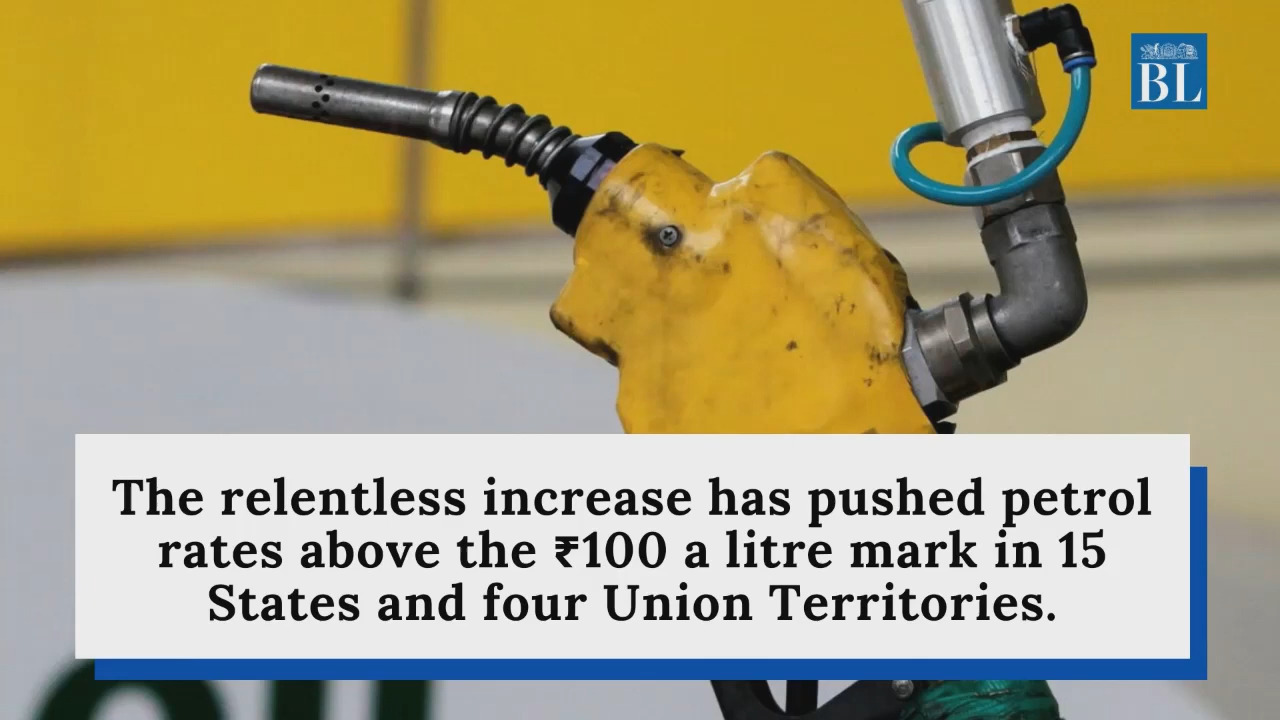 BL
The relentless increase has pushed petrol
rates above the ₹100 a litre mark in 15
States and four Union Territories.